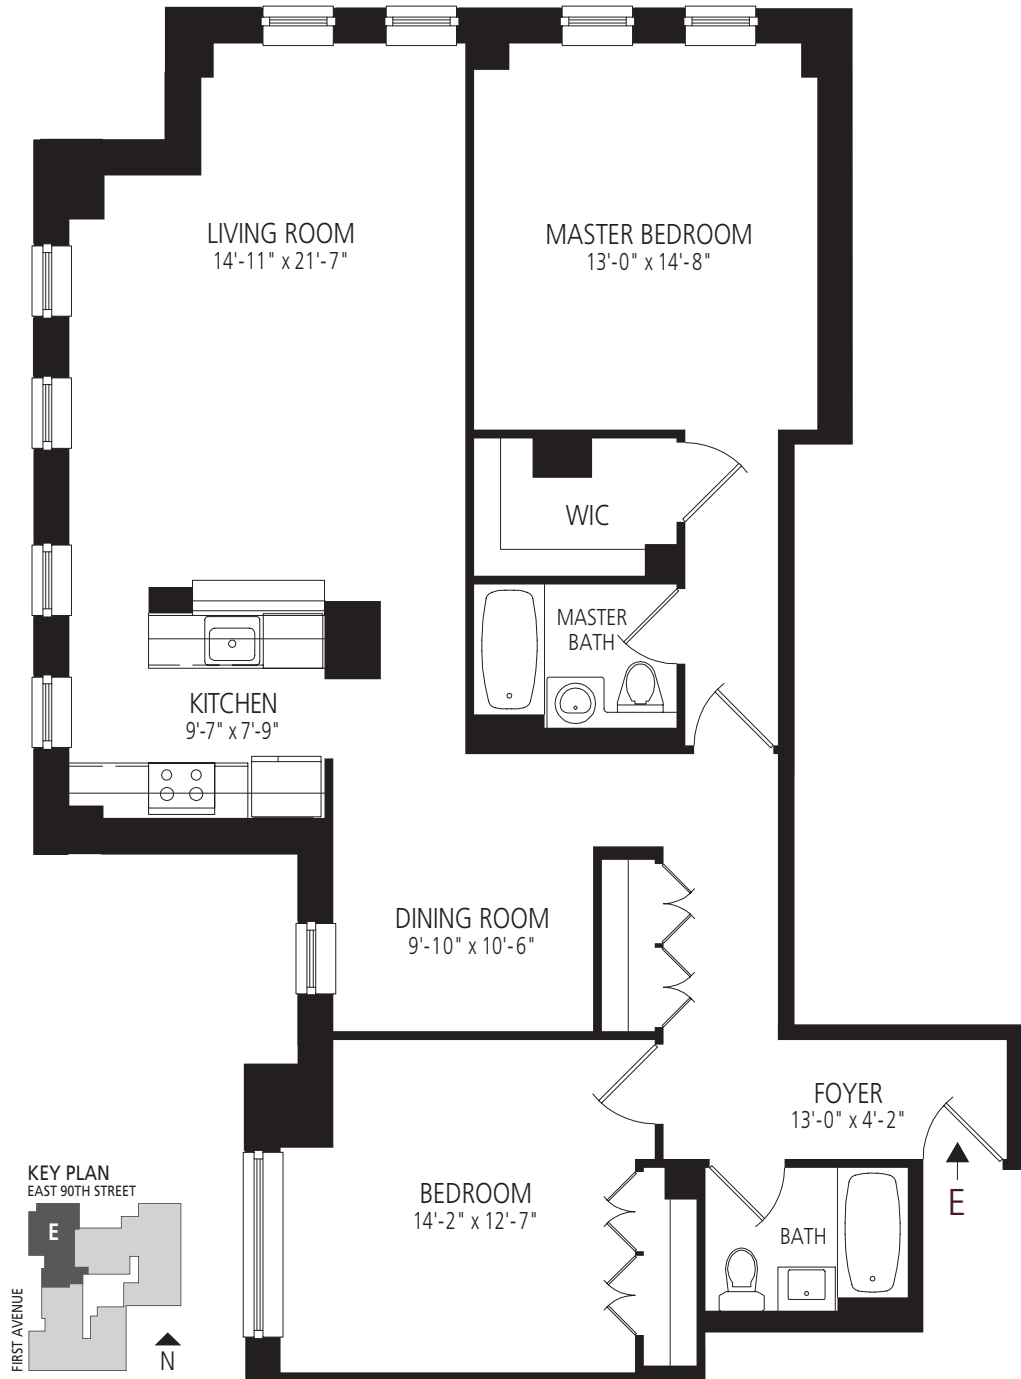 LIVING ROOM
14'-11" x 21'-7"
MASTER BEDROOM
13'-0" x 14'-8"
WIC
MASTER
BATH
KITCHEN
9'-7" x 7'-9"
DINING ROOM
9'-10" x 10'-6"
FOYER
13'-0" x 4'-2"
E
BEDROOM
14'-2" x 12'-7"
BATH
KEY PLAN
EAST 90TH STREET
E
FIRST AVENUE
N